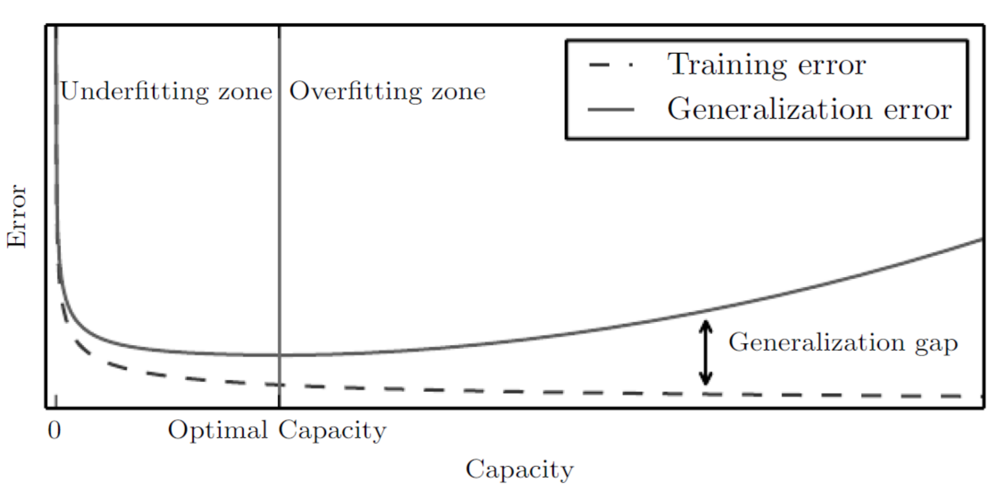 Training error
Generalization error
Underfitting zone
Overfitting zone
Error
Generalization gap
0
Optimal Capacity
Capacity